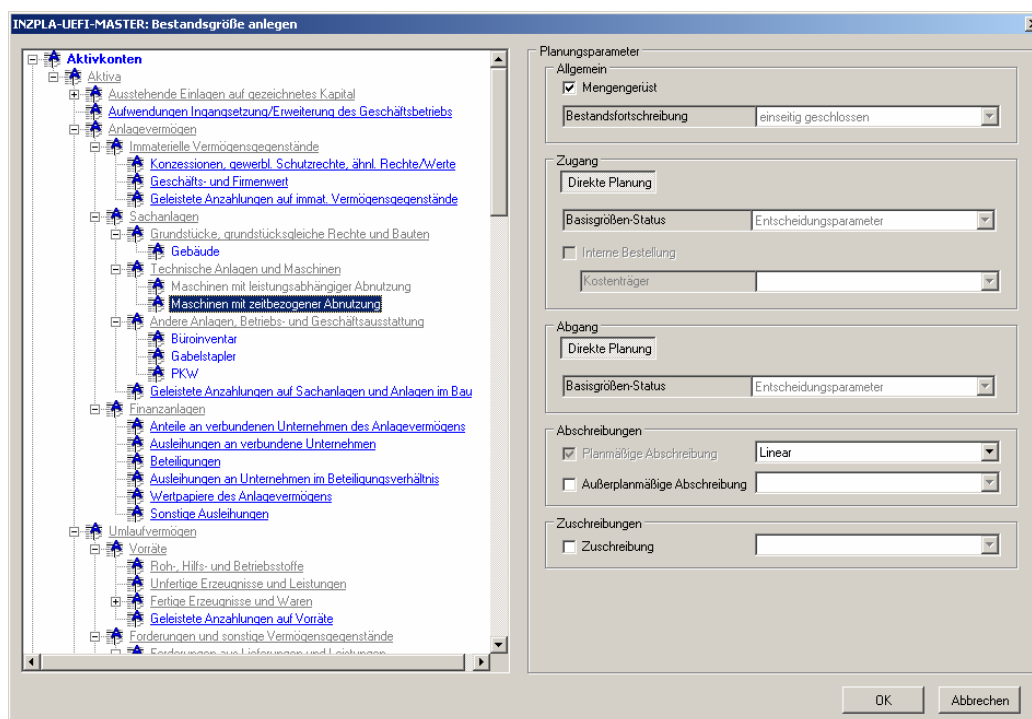 INZPLA-UEFI-MASTER: Bestandsgröße anlegen
Aktivkonten
Aktiva
Ausstehende Einlagen auf gezeichnetes Kapital
Aufwendungen Ingangsetzung/Erweiterung des Geschäftsbetriebs
Anlagevermögen
Immaterielle Vermögensgegenstände
Konzessionen, gewerbl. Schutzrechte, ähnl. Rechte/Werte
Geschäfts- und Firmenwert
Geleistete Anzahlungen auf immat. Vermögensgegenstände
Sachanlagen
Grundstücke, grundstücksgleiche Rechte und Bauten
Gebäude
Technische Anlagen und Maschinen
Maschinen mit leistungsabhängiger Abnutzung
Maschinen mit zeitbezogener Abnutzung
Andere Anlagen, Betriebs- und Geschäftsausstattung
Büroinventar
Gabelstapler
PKW
Geleistete Anzahlungen auf Sachanlagen und Anlagen im Bau
Finanzanlagen
Anteile an verbundenen Unternehmen des Anlagevermögens
Ausleihungen an verbundene Unternehmen
Beteiligungen
Ausleihungen an Unternehmen im Beteiligungsverhältnis
Wertpapiere des Anlagevermögens
Sonstige Ausleihungen
Umlaufvermögen
Vorräte
Roh-, Hilfs- und Betriebsstoffe
Unfertige Erzeugnisse und Leistungen
Fertige Erzeugnisse und Waren
Geleistete Anzahlungen auf Vorräte
Forderungen und sonstige Vermögensgegenstände
Forderungen aus Lieferungen und Leistungen
Planungsparameter
Allgemein
Mengengerüst
Bestandsfortschreibung einseitig geschlossen
Zugang
Direkte Planung
Basisgrößen-Status Entscheidungsparameter
Interne Bestellung
Kostenträger
Abgang
Direkte Planung
Basisgrößen-Status Entscheidungsparameter
Abschreibungen
Planmäßige Abschreibung Linear
Außerplanmäßige Abschreibung
Zuschreibungen
Zuschreibung
OK Abbrechen